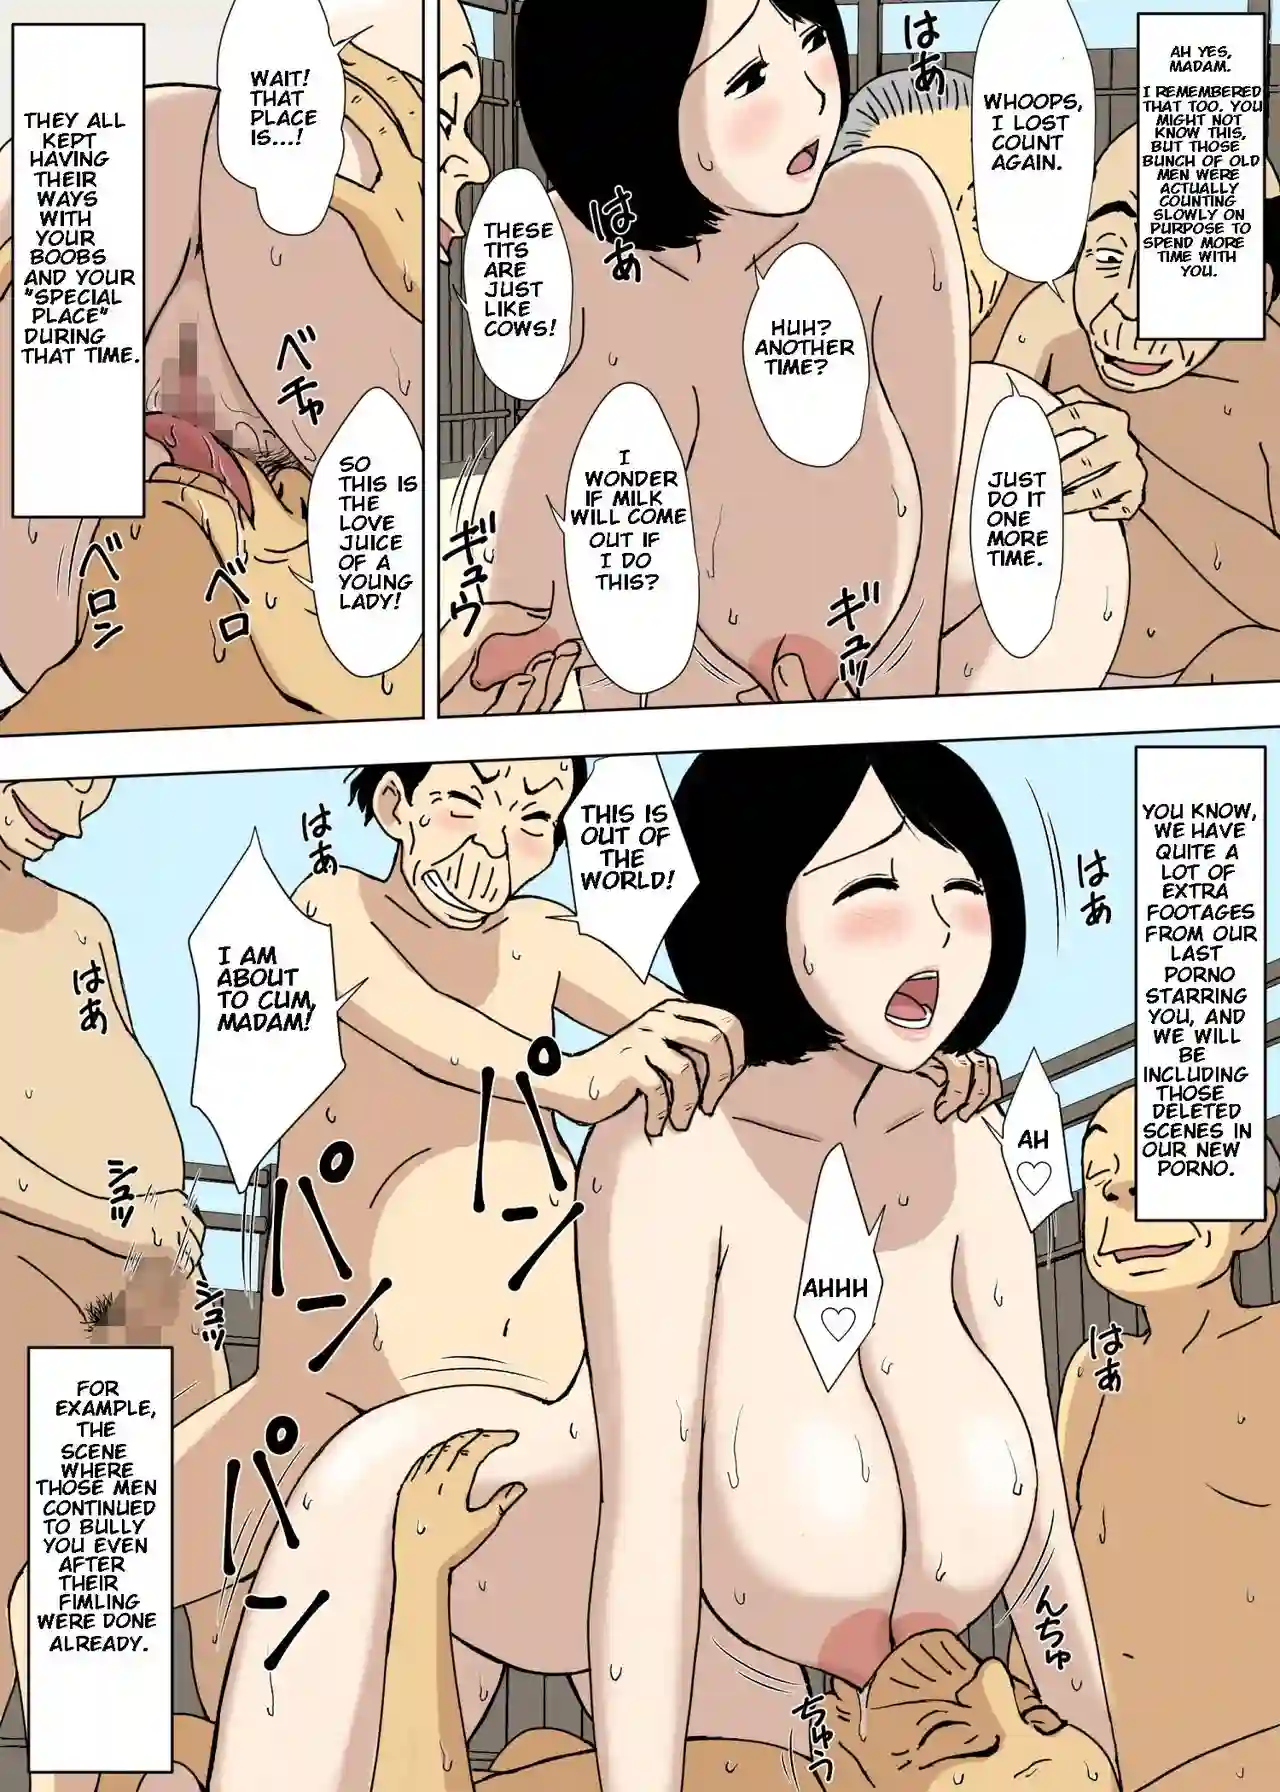 AH YES,
MADAM.
I REMEMBERED
THAT TOO. YOU
MIGHT NOT
KNOW THIS,
BUT THOSE
BUNCH OF OLD
MEN WERE
ACTUALLY
COUNTING
SLOWLY ON
PURPOSE TO
SPEND MORE
TIME WITH
YOU.
WHOOPS,
I LOST
COUNT
AGAIN.
はぁ
JUST
DO IT
ONE
MORE
TIME.
HUH?
ANOTHER
TIME?
はぁ
THESE
TITS
ARE
JUST
LIKE
COWS!
I
WONDER
IF MILK
WILL COME
OUT IF
I DO
THIS?
ギュッ
ギュウ
WAIT!
THAT
PLACE
IS...!
THEY ALL
KEPT
HAVING
THEIR
WAYS
WITH
YOUR
BOOBS
AND YOUR
"SPECIAL
PLACE"
DURING
THAT TIME.
ベチャ
SO
THIS IS
THE
LOVE
JUICE
OF A
YOUNG
LADY!
ベロ
ベロン
YOU KNOW,
WE HAVE
QUITE A
LOT OF
EXTRA
FOOTAGES
FROM OUR
LAST
PORNO
STARRING
YOU, AND
WE WILL
BE
INCLUDING
THOSE
DELETED
SCENES IN
OUR NEW
PORNO.
はぁ
THIS IS
OUT OF
THE
WORLD!
はぁ
I AM
ABOUT
TO CUM,
MADAM!
はぁ
AH
♡
AHHH
♡
パン
パン
パン
シュッ
シュッ
はぁ
んちゅ
ちゅう
FOR
EXAMPLE,
THE
SCENE
WHERE
THOSE MEN
CONTINUED
TO BULLY
YOU EVEN
AFTER
THEIR
FIMLING
WERE DONE
ALREADY.